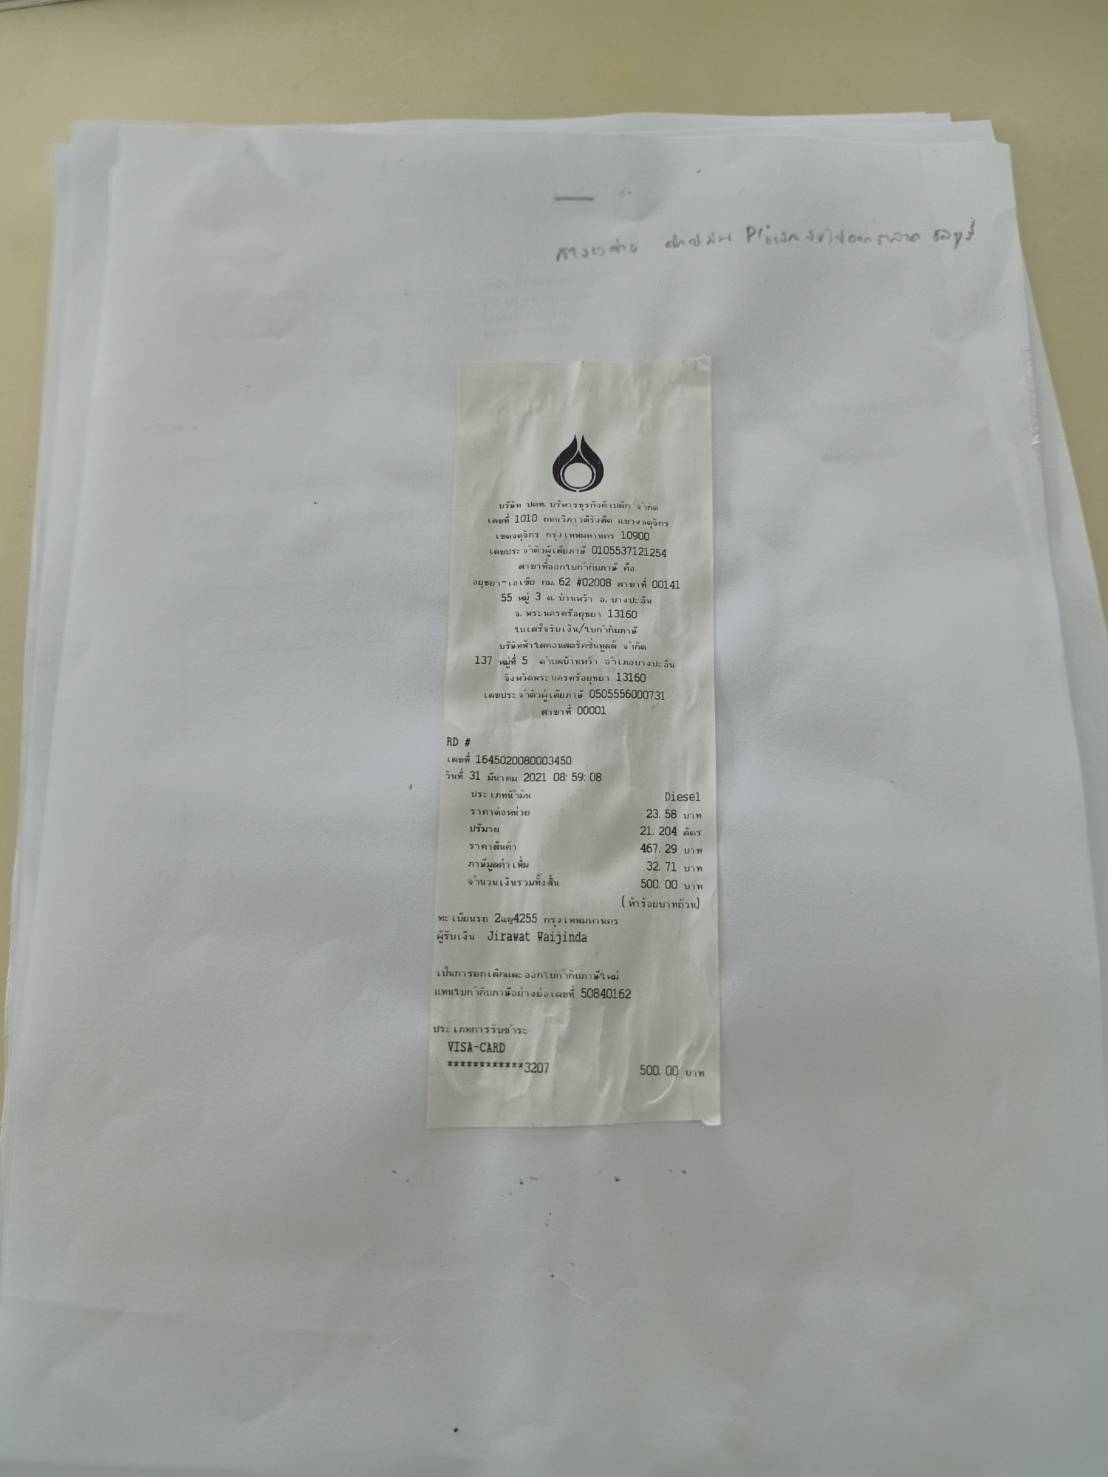 น้ำมัน
บริษัท ปตท. บริหารธุรกิจค้าปลีก จำกัด
เลขที่ 1010 ถนนวิภาวดีรังสิต แขวงจตุจักร
เขตจตุจักร กรุงเทพมหานคร 10900
เลขประจำตัวผู้เสียภาษี 0105537121254
สาขาที่ออกใบกำกับภาษี คือ
อยุธยา-เอเซีย กม. 62 #02008 สาขาที่ 00141
55 หมู่ 3 ต. บ้านหว้า อ. บางปะอิน
จ. พระนครศรีอยุธยา 13160
ใบเสร็จรับเงิน/ใบกำกับภาษี
บริษัทฟ้าใสคอนสตรัคชั่นทูลส์ จำกัด
137 หมู่ที่ 5 ตำบลบ้านหว้า อำเภอบางปะอิน
จังหวัดพระนครศรีอยุธยา 13160
เลขประจำตัวผู้เสียภาษี 0505556000731
สาขาที่ 00001
RD #
เลขที่ 1645020080003450
วันที่ 31 มีนาคม 2021 08:59:08
ประเภทน้ำมัน Diesel
ราคาต่อหน่วย 23.58 บาท
ปริมาณ 21.204 ลิตร
ราคาสินค้า 467.29 บาท
ภาษีมูลค่าเพิ่ม 32.71 บาท
จำนวนเงินรวมทั้งสิ้น 500.00 บาท
(ห้าร้อยบาทถ้วน)
ทะเบียนรถ 4255 กรุงเทพมหานคร
ผู้รับเงิน Jirawat Waijinda
เป็นการยกเลิกและออกใบกำกับภาษีใหม่
แทนใบกำกับภาษีอย่างย่อเลขที่ 50840162
ประเภทการรับชำระ
VISA-CARD
************3207 500.00 บาท